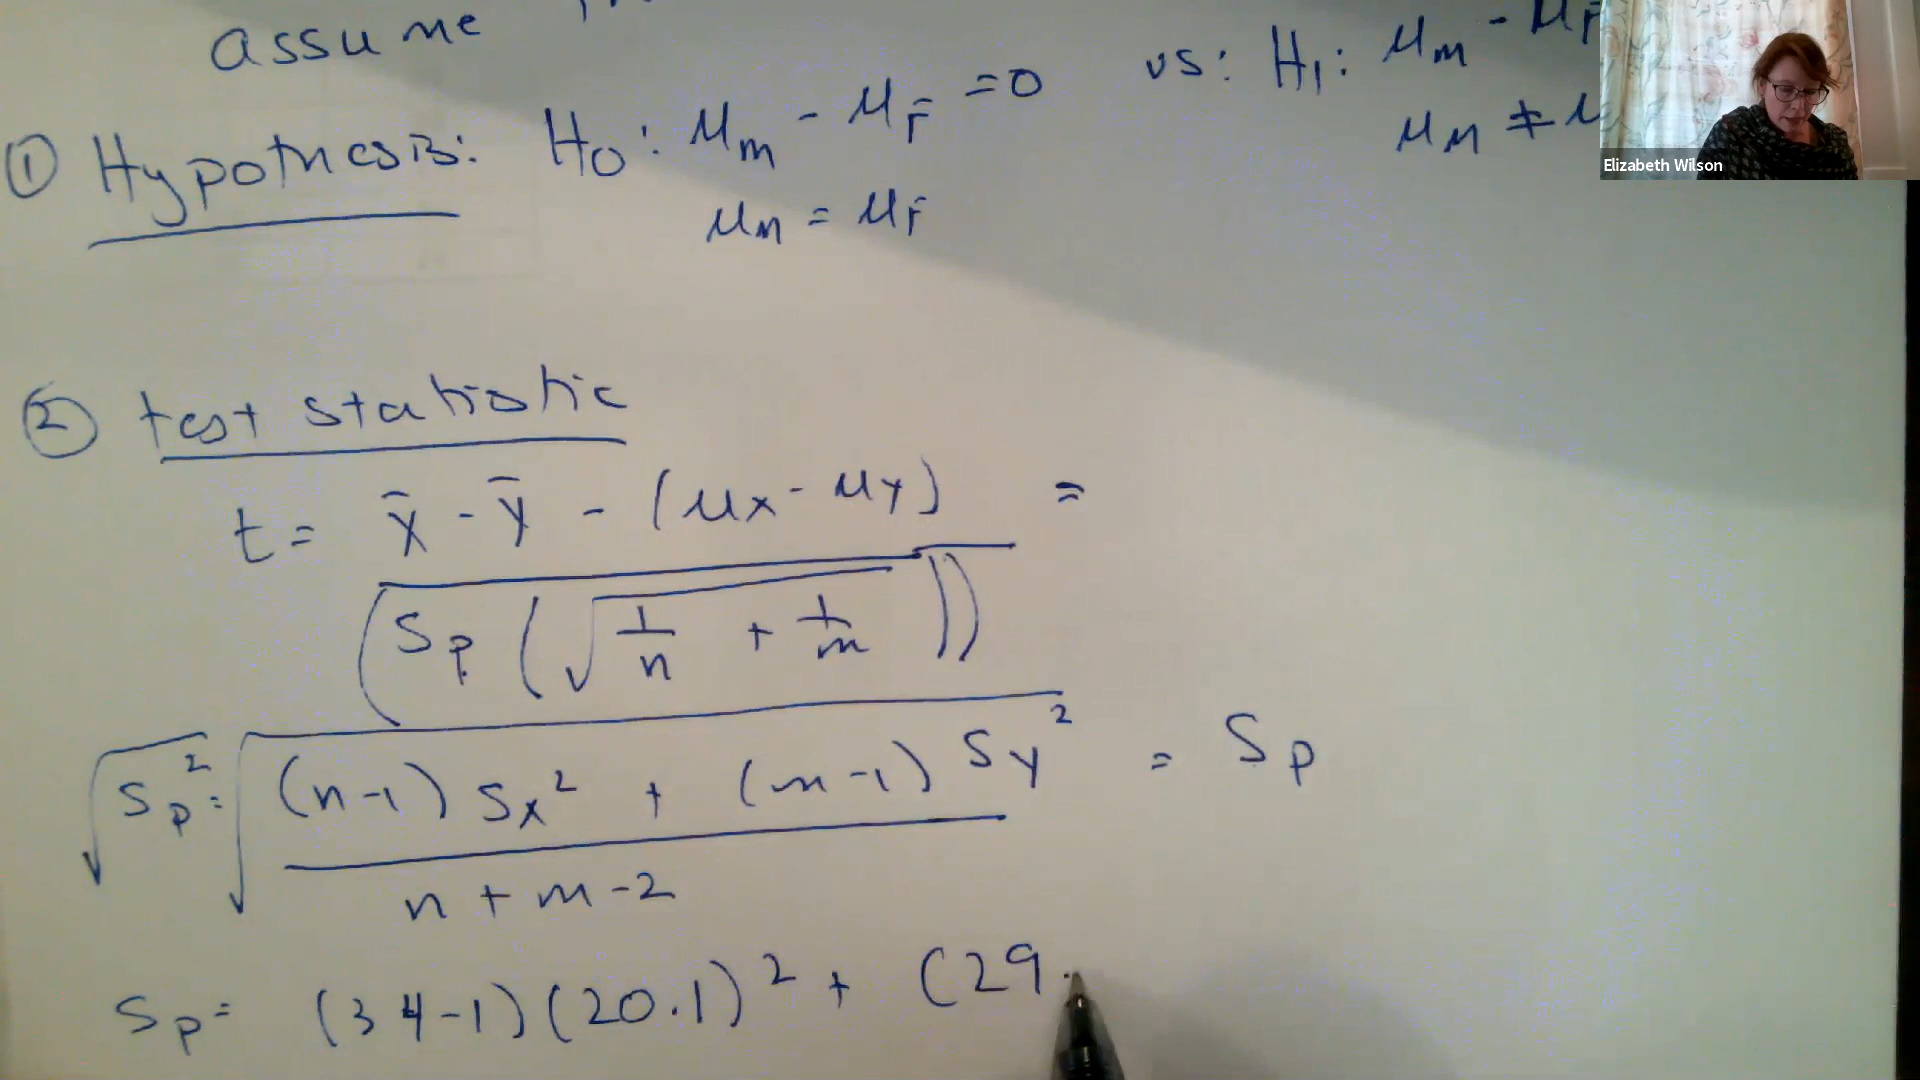 assume
vs: H₁: μm - μF
① Hypothesis: H₀: μm - μF = 0
μm ≠ μ
μm = μF
Elizabeth Wilson
② test statistic
t = x̄ - ȳ - (μx - μy) =
(Sp (√ 1/n + 1/m ))
√Sp² = √ (n-1) Sx² + (m-1) Sy² = Sp
n + m - 2
Sp = (34-1)(20.1)² + (29